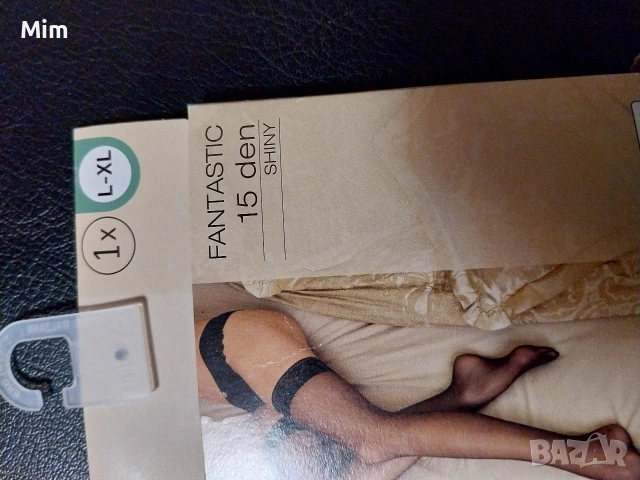 Mim
L-XL
1x
FANTASTIC
15 den
SHINY
BAZAR